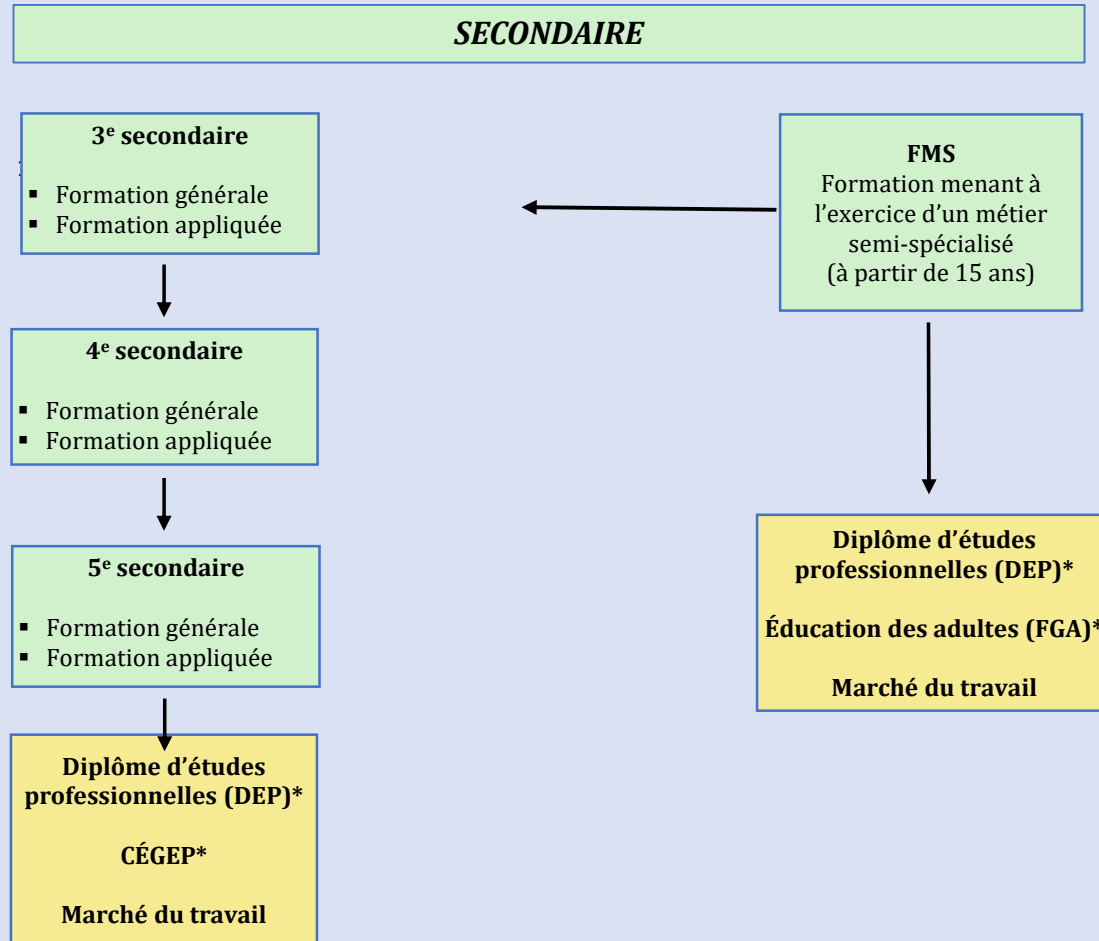 SECONDAIRE
3e secondaire
▪ Formation générale
▪ Formation appliquée
FMS
Formation menant à
l’exercice d’un métier
semi-spécialisé
(à partir de 15 ans)
4e secondaire
▪ Formation générale
▪ Formation appliquée
5e secondaire
▪ Formation générale
▪ Formation appliquée
Diplôme d’études
professionnelles (DEP)*
Éducation des adultes (FGA)*
Marché du travail
Diplôme d’études
professionnelles (DEP)*
CÉGEP*
Marché du travail